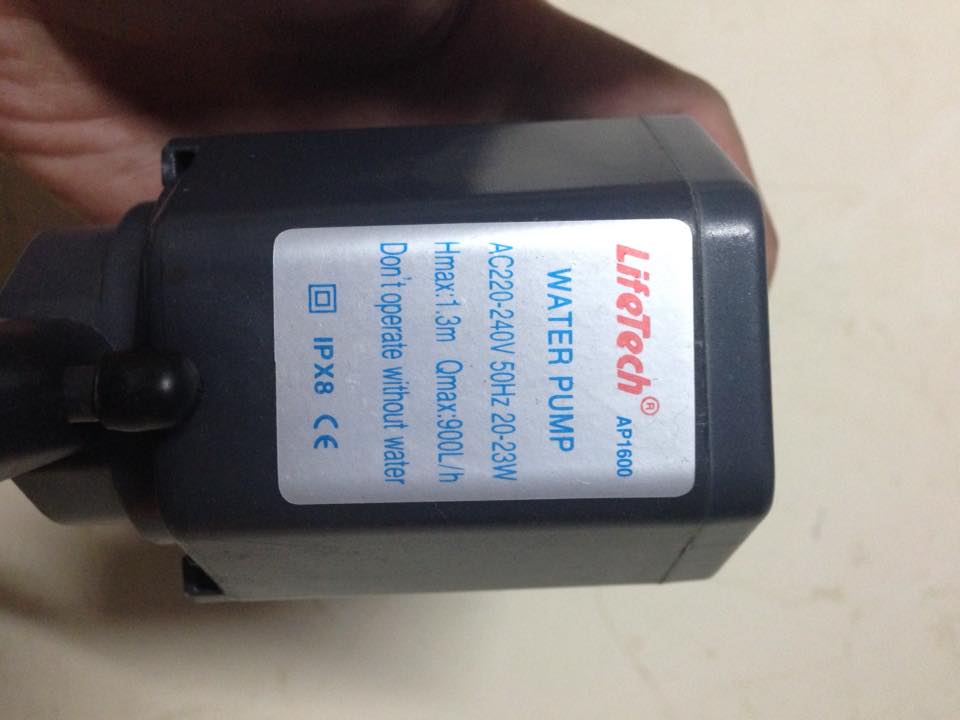 LifeTech® AP1600
WATER PUMP
AC220-240V 50Hz 20-23W
Hmax:1.3m Qmax:900L/h
Don't operate without water
IPX8 CE